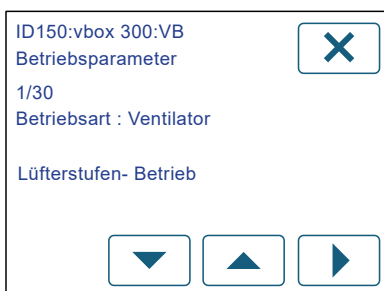 ID150:vbox 300:VB
Betriebsparameter
1/30
Betriebsart : Ventilator
Lüfterstufen- Betrieb